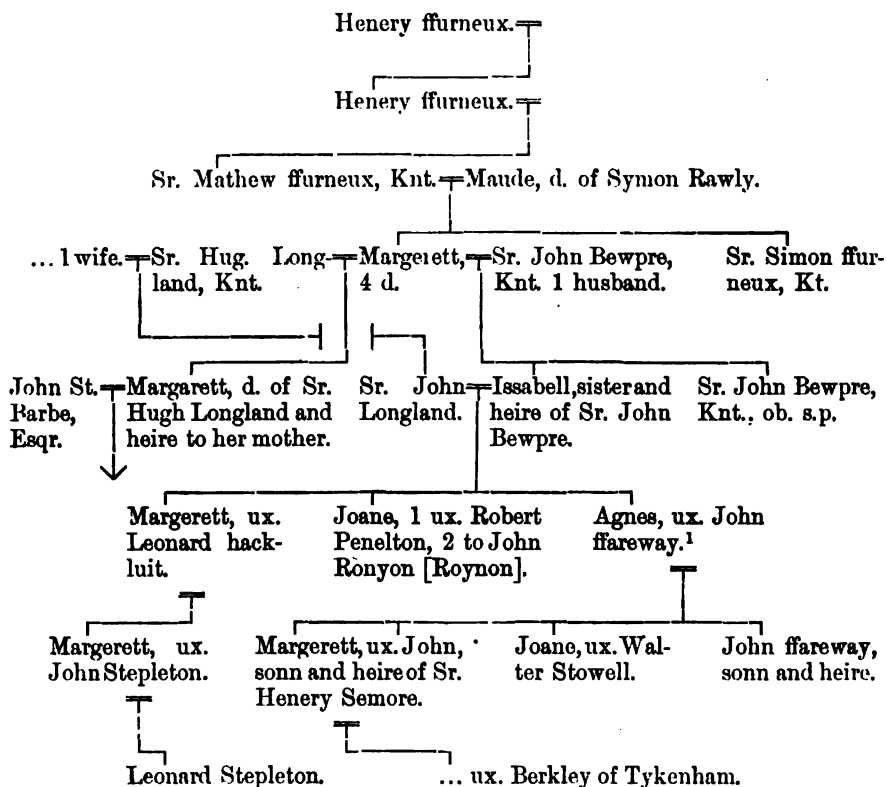 Henery ffurneux.
Henery ffurneux.
Sr. Mathew ffurneux, Knt. Maude, d. of Symon Rawly.
... 1 wife. Sr. Hug. Long-
land, Knt.
Margerett,
4 d.
Sr. John Bewpre,
Knt. 1 husband.
Sr. Simon ffur-
neux, Kt.
John St.
Barbe,
Esqr.
Margarett, d. of Sr.
Hugh Longland and
heire to her mother.
Sr. John
Longland.
Issabell, sister and
heire of Sr. John
Bewpre.
Sr. John Bewpre,
Knt., ob. s.p.
Margerett, ux.
Leonard hack-
luit.
Joane, 1 ux. Robert
Penelton, 2 to John
Ronyon [Roynon].
Agnes, ux. John
ffareway.¹
Margerett, ux.
John Stepleton.
Margerett, ux. John,
sonn and heire of Sr.
Henery Semore.
Joane, ux. Wal-
ter Stowell.
John ffareway,
sonn and heire.
Leonard Stepleton.
... ux. Berkley of Tykenham.